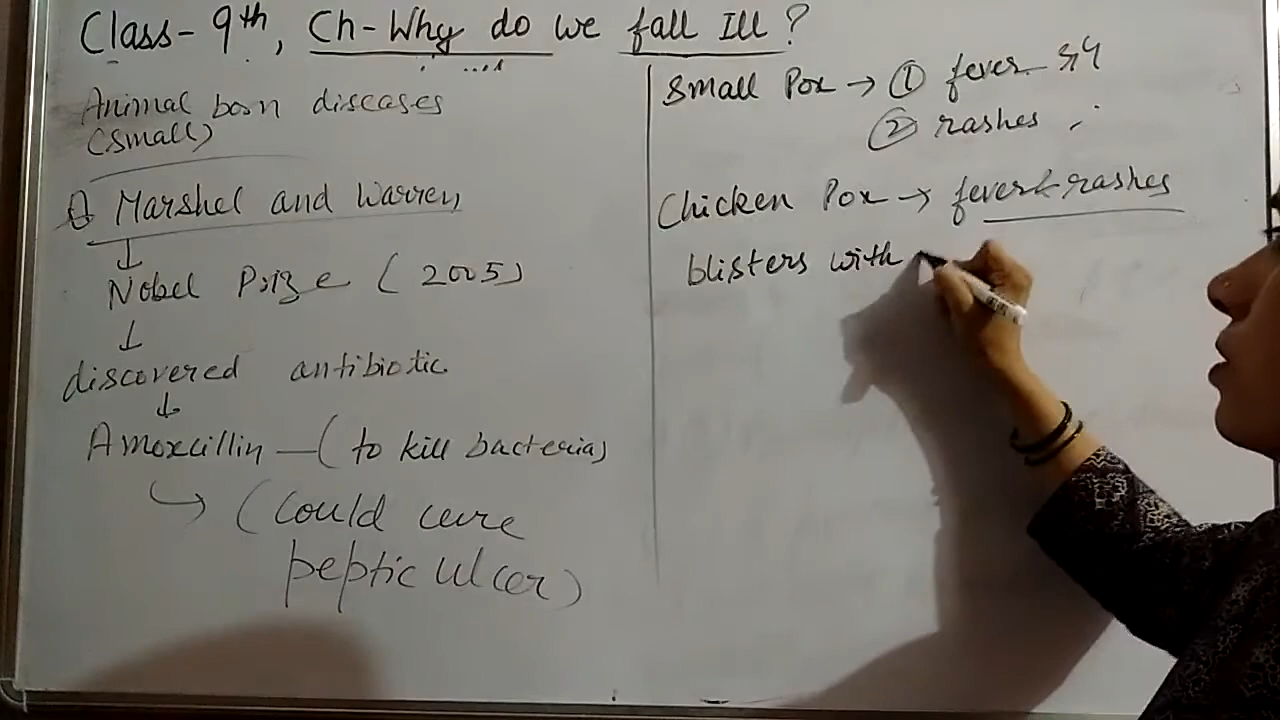 Class-9th, Ch-Why do we fall Ill?
Animal born diseases
(small)
Marshel and Warren
Nobel Prize (2005)
discovered antibiotic
Amoxcillin - (to kill bacteria)
(Could cure
peptic ulcer)
Small Pox → ① fever
② rashes
Chicken Pox → fever & rashes
blisters with